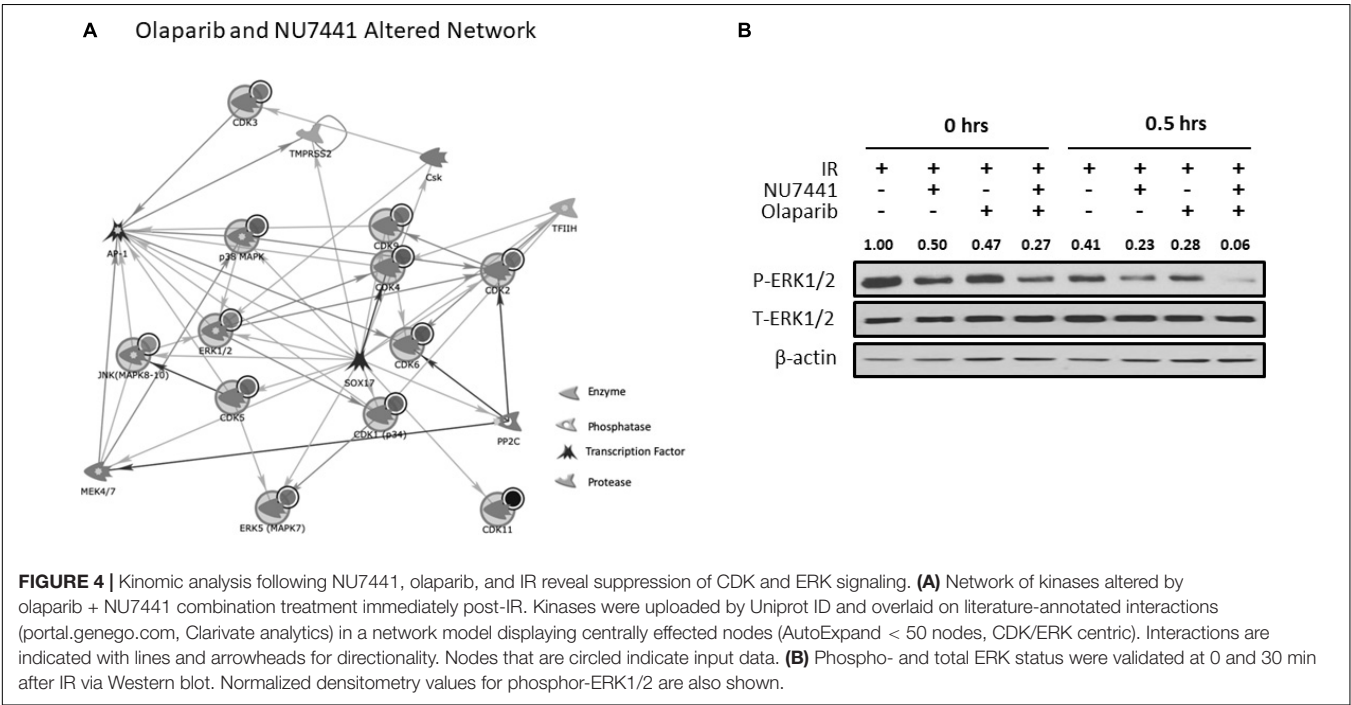 A Olaparib and NU7441 Altered Network
CDK3
TMPRSS2
Csk
TFIIH
AP-1
p38 MAPK
CDK9
CDK4
CDK2
ERK1/2
CDK6
JNK(MAPK8-10)
SOX17
CDK5
CDK1 (p34)
PP2C
MEK4/7
ERK5 (MAPK7)
CDK11
Enzyme
Phosphatase
Transcription Factor
Protease
B
0 hrs 0.5 hrs
IR + + + + + + + +
NU7441 - + - + - + - +
Olaparib - - + + - - + +
1.00 0.50 0.47 0.27 0.41 0.23 0.28 0.06
P-ERK1/2
T-ERK1/2
β-actin
FIGURE 4 | Kinomic analysis following NU7441, olaparib, and IR reveal suppression of CDK and ERK signaling. (A) Network of kinases altered by
olaparib + NU7441 combination treatment immediately post-IR. Kinases were uploaded by Uniprot ID and overlaid on literature-annotated interactions
(portal.genego.com, Clarivate analytics) in a network model displaying centrally effected nodes (AutoExpand < 50 nodes, CDK/ERK centric). Interactions are
indicated with lines and arrowheads for directionality. Nodes that are circled indicate input data. (B) Phospho- and total ERK status were validated at 0 and 30 min
after IR via Western blot. Normalized densitometry values for phosphor-ERK1/2 are also shown.